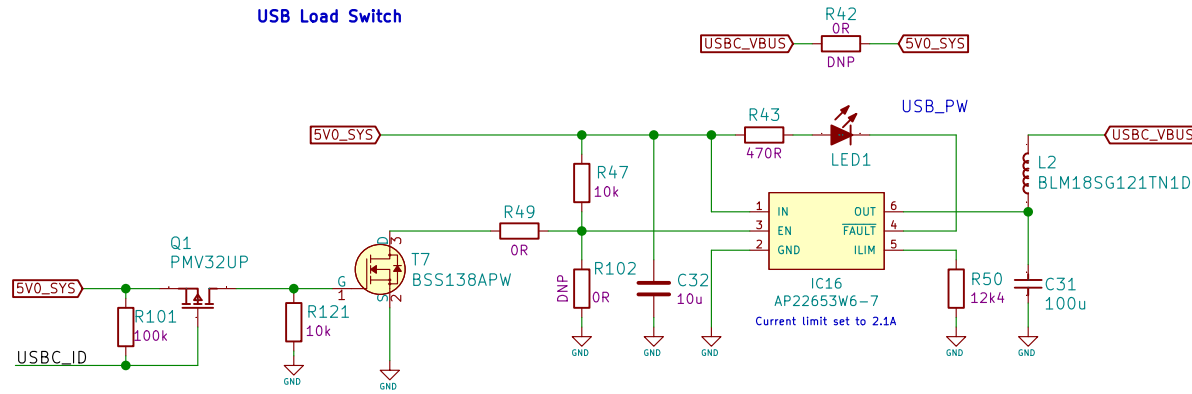 USB Load Switch
R42
0R
USBC_VBUS
5V0_SYS
DNP
USB_PW
5V0_SYS
R43
470R
LED1
USBC_VBUS
L2
BLM18SG121TN1D
R47
10k
R49
0R
1 IN OUT 6
3 EN FAULT 4
2 GND ILIM 5
IC16
AP22653W6-7
Current limit set to 2.1A
Q1
PMV32UP
D
3
T7
BSS138APW
G
1
S
2
5V0_SYS
R101
100k
R121
10k
DNP
R102
0R
C32
10u
R50
12k4
C31
100u
USBC_ID
GND
GND
GND
GND
GND
GND
GND